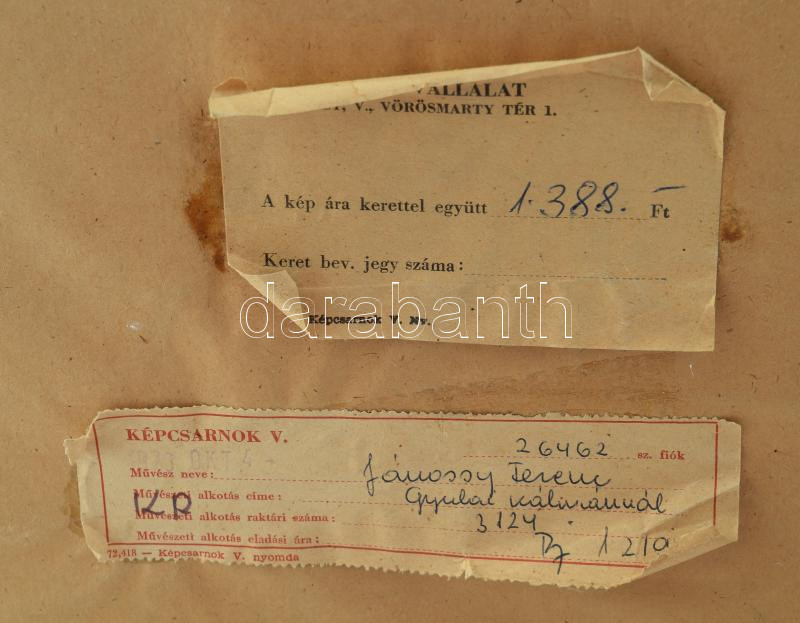 VÁLLALAT
V., VÖRÖSMARTY TÉR 1.
A kép ára kerettel együtt 1.388.- Ft
Keret bev. jegy száma:
Képcsarnok V. Ny.
darabanth
KÉPCSARNOK V.
26462 sz. fiók
Művész neve: Jánossy Ferenc
Művészeti alkotás címe: Gyulai
KR
Művészeti alkotás raktári száma: 3124
Művészeti alkotás eladási ára: 1210
72,418 — Képcsarnok V. nyomda